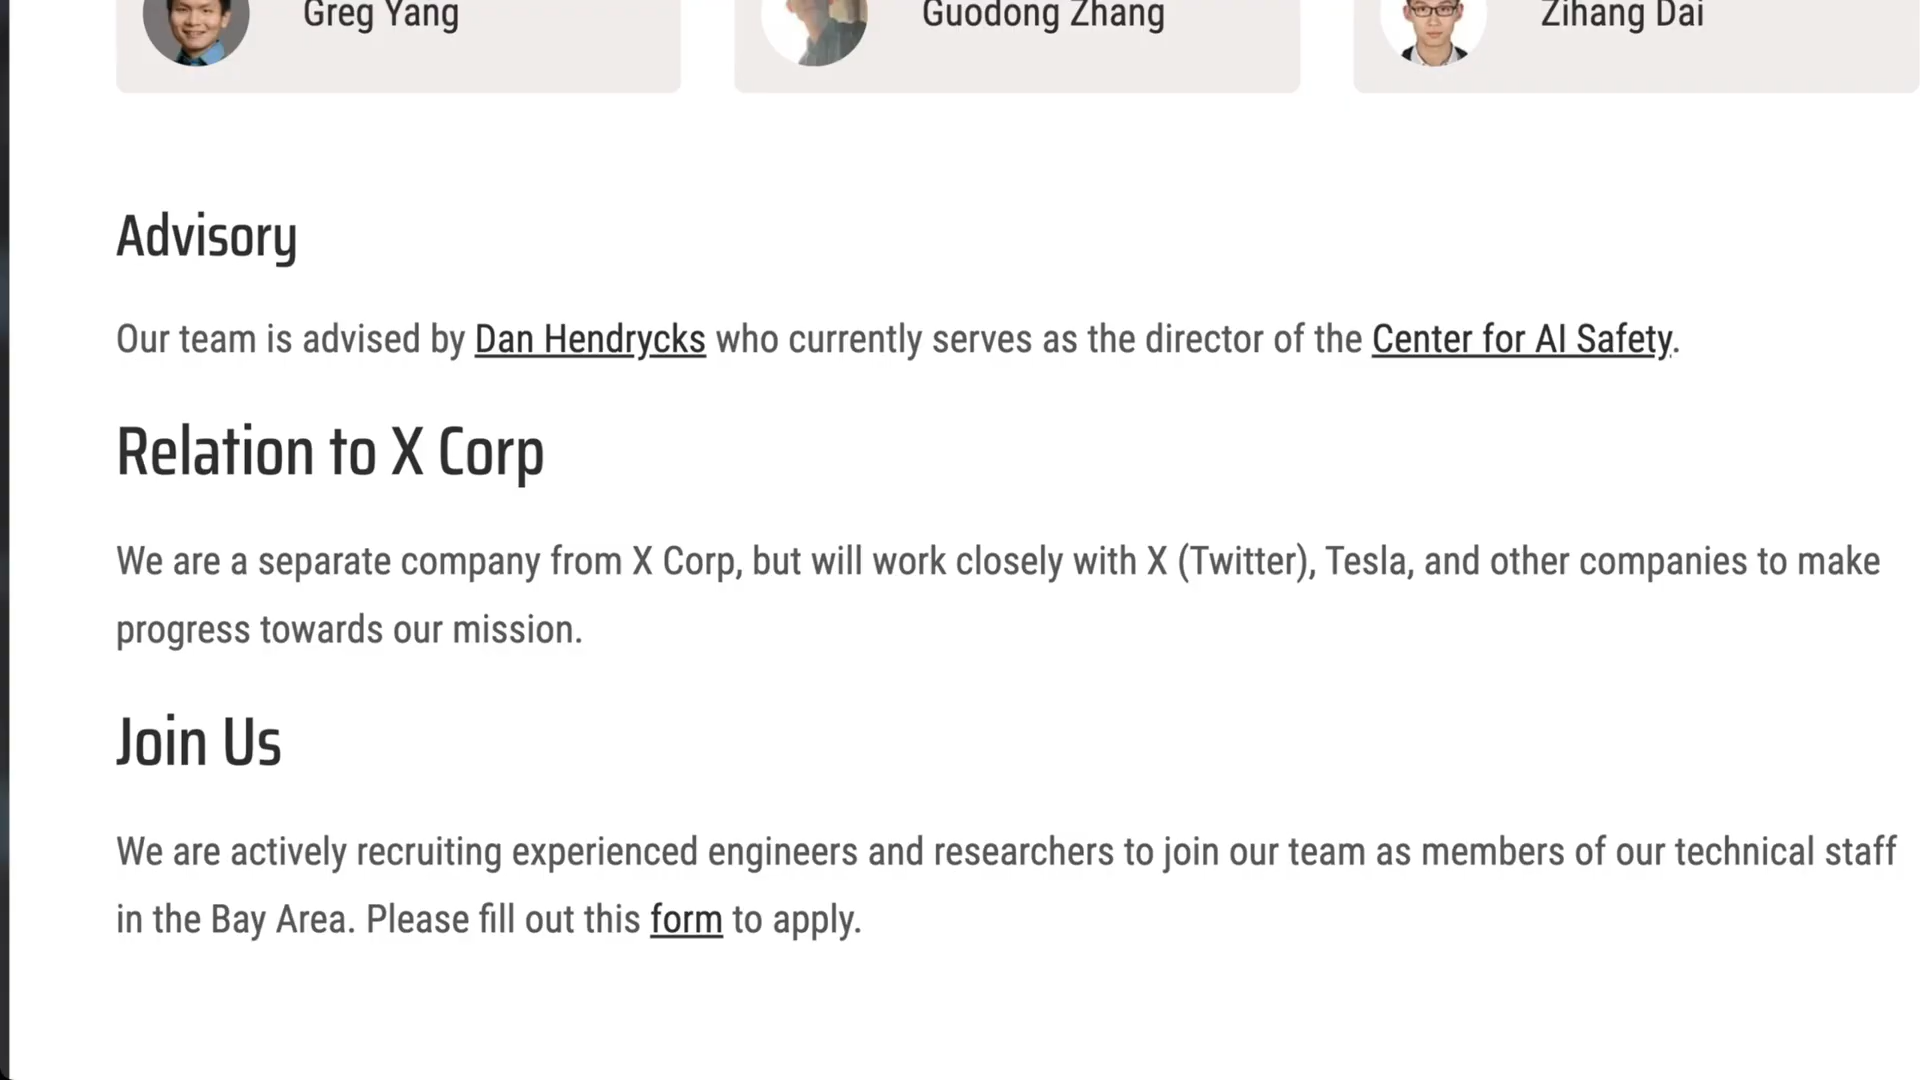 Greg Yang
Guodong Zhang
Zihang Dai
Advisory
Our team is advised by Dan Hendrycks who currently serves as the director of the Center for AI Safety.
Relation to X Corp
We are a separate company from X Corp, but will work closely with X (Twitter), Tesla, and other companies to make
progress towards our mission.
Join Us
We are actively recruiting experienced engineers and researchers to join our team as members of our technical staff
in the Bay Area. Please fill out this form to apply.